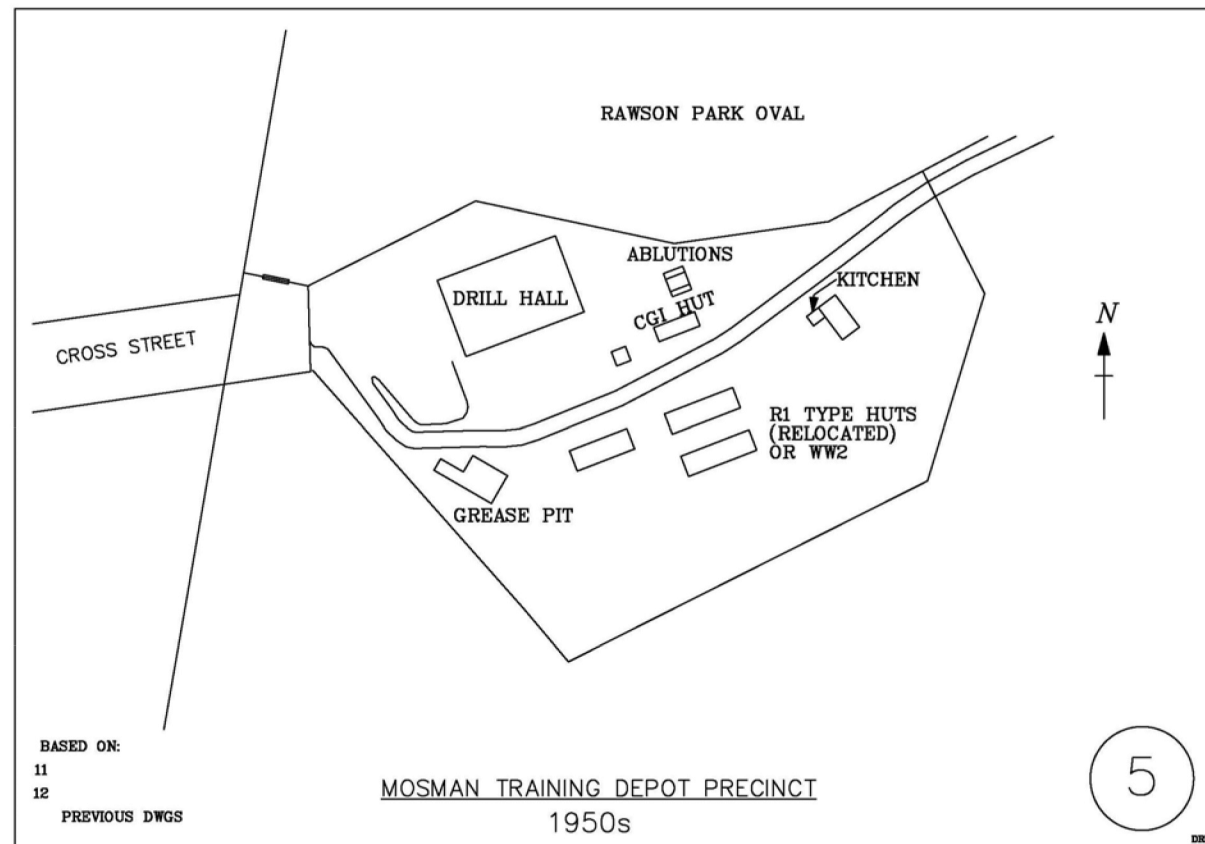 RAWSON PARK OVAL
ABLUTIONS
KITCHEN
DRILL HALL
CGI HUT
N
CROSS STREET
R1 TYPE HUTS
(RELOCATED)
OR WW2
GREASE PIT
BASED ON:
11
12
PREVIOUS DWGS
MOSMAN TRAINING DEPOT PRECINCT
1950s
5